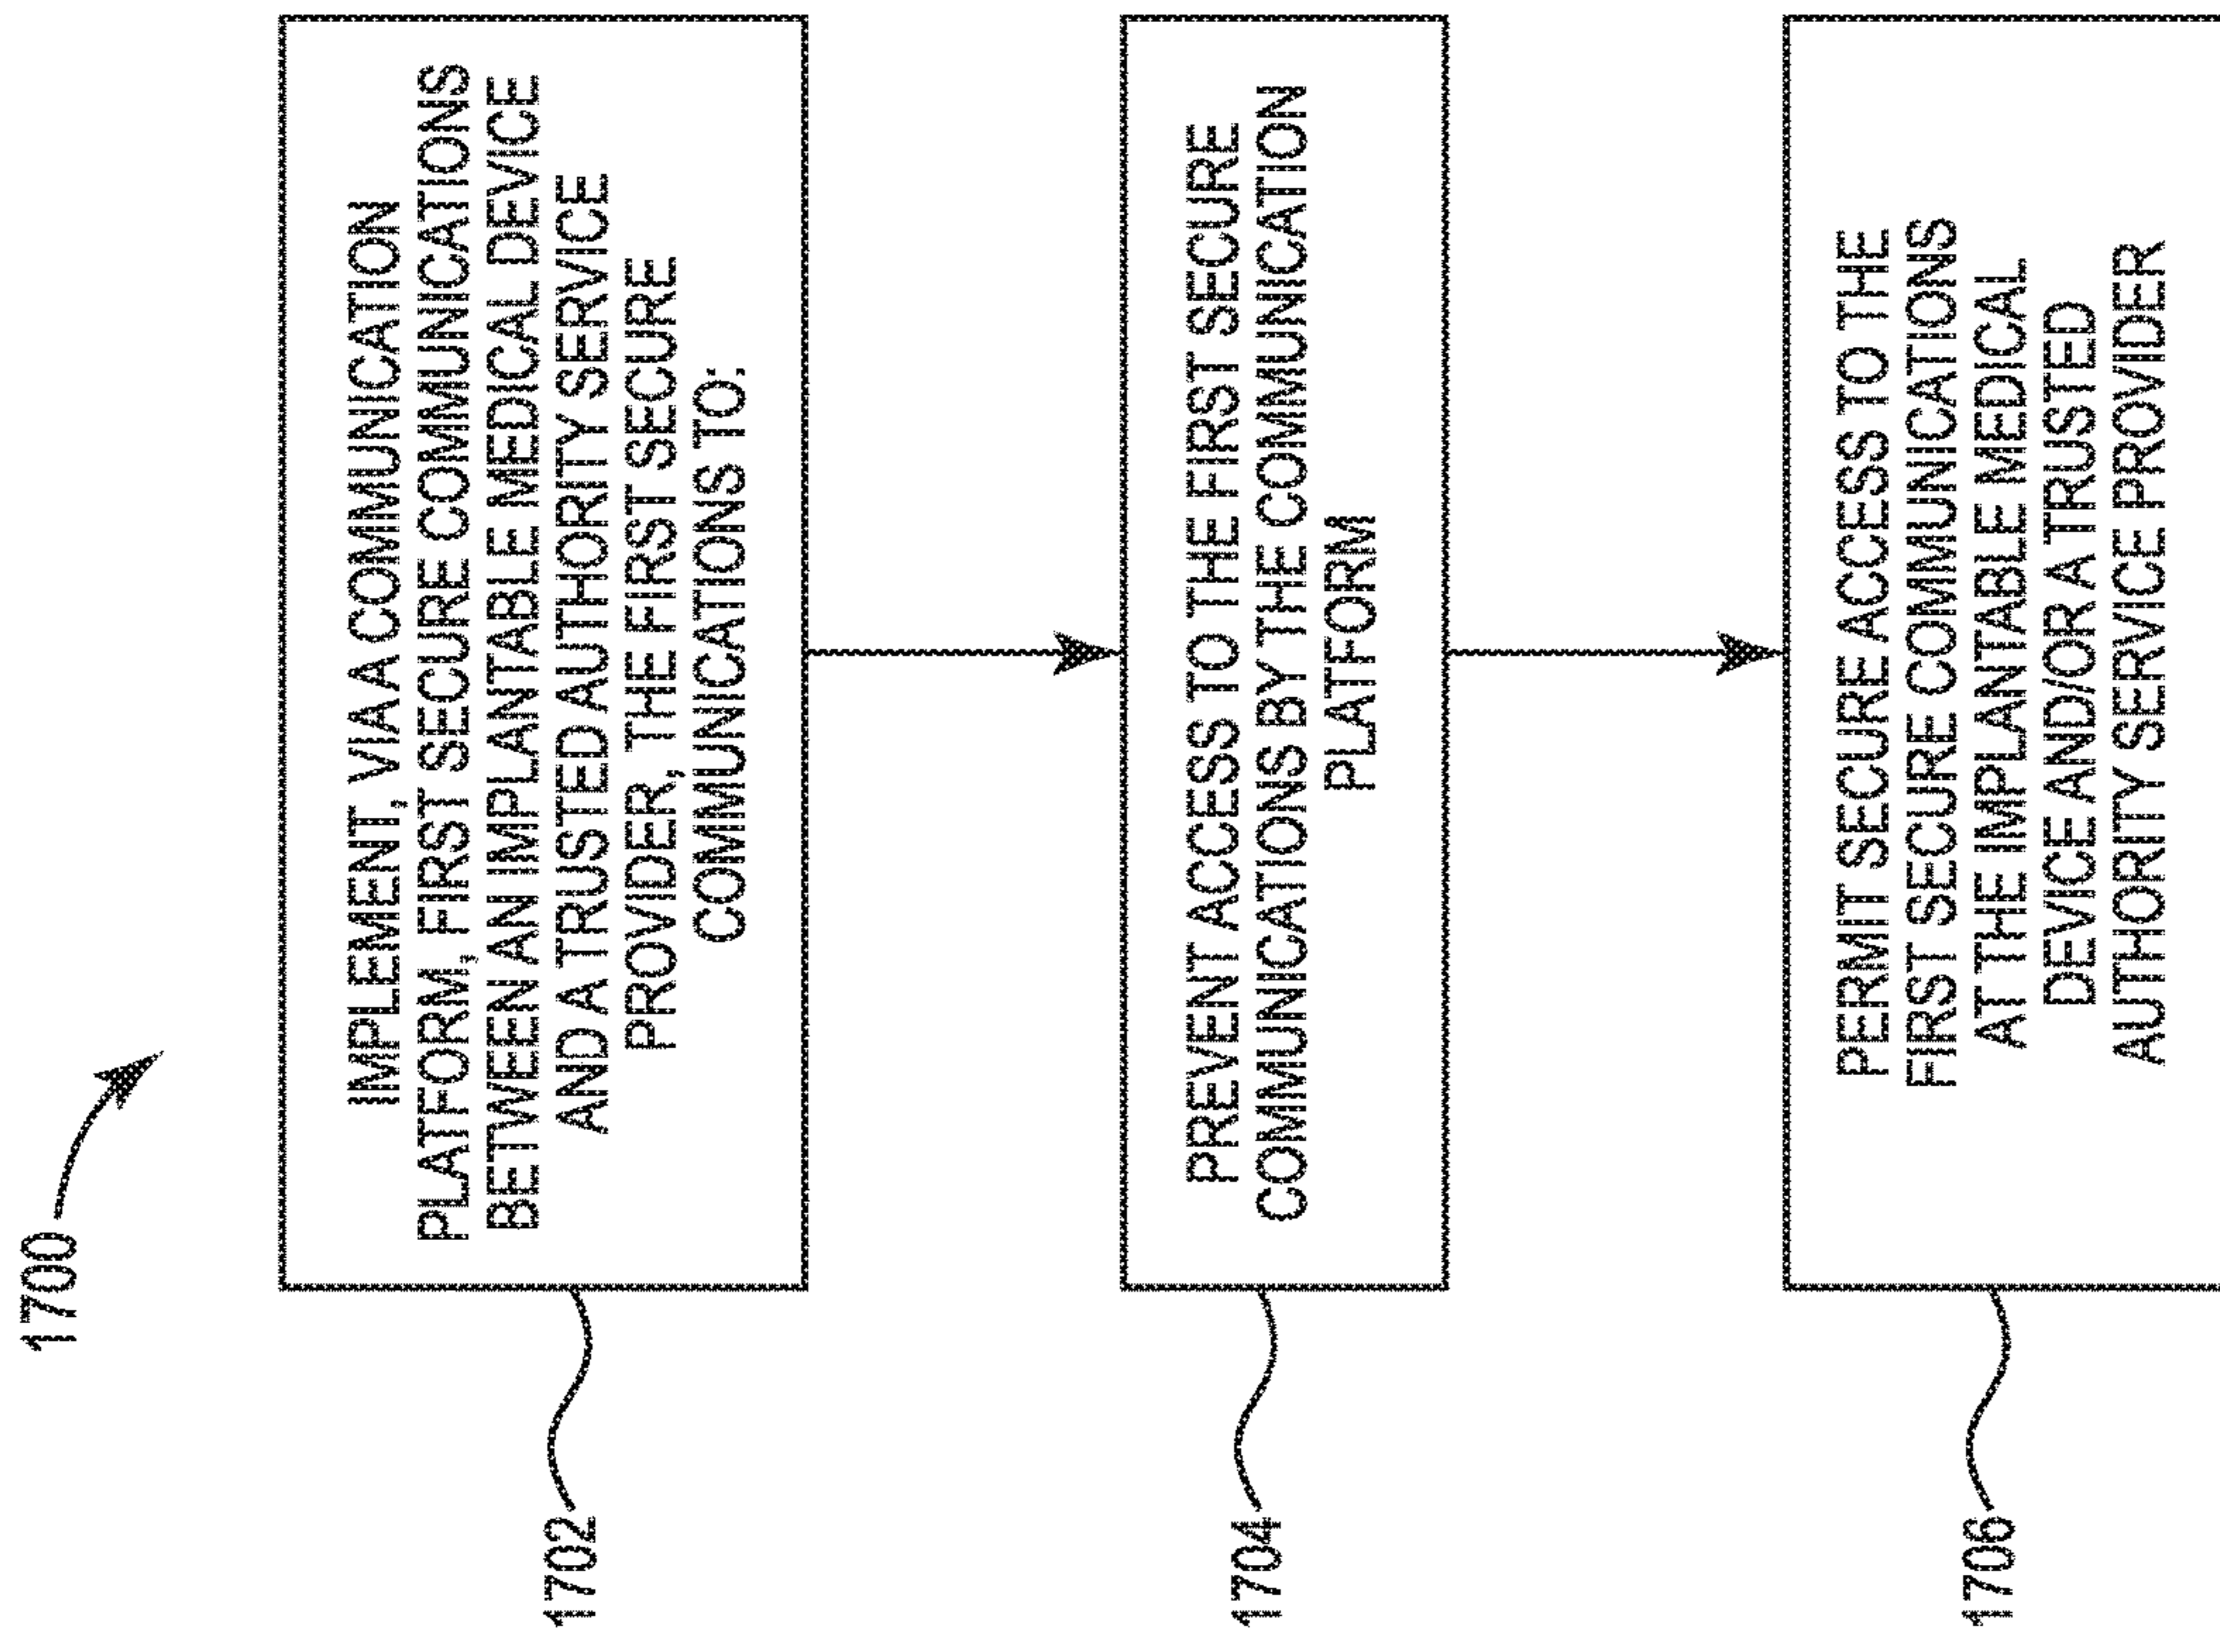 1700
1702
IMPLEMENT, VIA A COMMUNICATION
PLATFORM, FIRST SECURE COMMUNICATIONS
BETWEEN AN IMPLANTABLE MEDICAL DEVICE
AND A TRUSTED AUTHORITY SERVICE
PROVIDER, THE FIRST SECURE
COMMUNICATIONS TO:
1704
PREVENT ACCESS TO THE FIRST SECURE
COMMUNICATIONS BY THE COMMUNICATION
PLATFORM
1706
PERMIT SECURE ACCESS TO THE
FIRST SECURE COMMUNICATIONS
AT THE IMPLANTABLE MEDICAL
DEVICE AND/OR A TRUSTED
AUTHORITY SERVICE PROVIDER